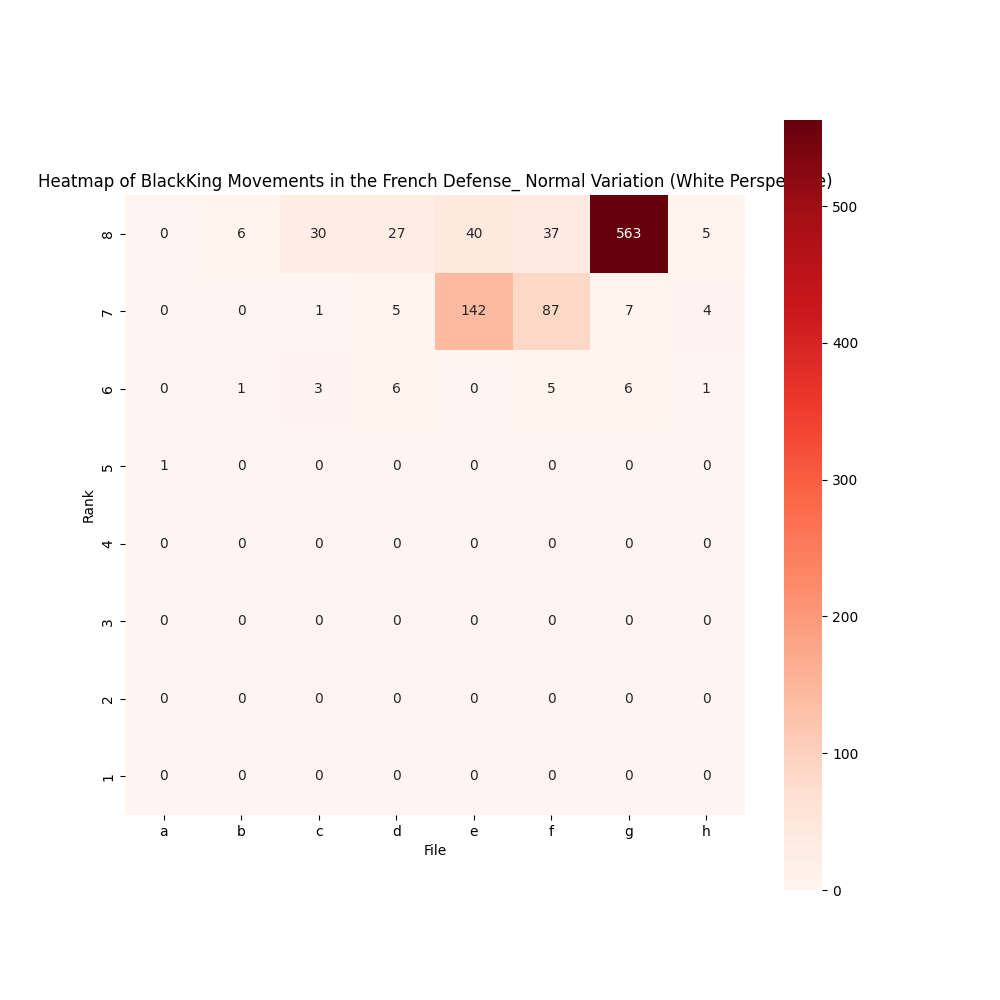 Heatmap of BlackKing Movements in the French Defense_ Normal Variation (White Perspe e)
8 0 6 30 27 40 37 563 5
7 0 0 1 5 142 87 7 4
6 0 1 3 6 0 5 6 1
5 1 0 0 0 0 0 0 0
4 0 0 0 0 0 0 0 0
3 0 0 0 0 0 0 0 0
2 0 0 0 0 0 0 0 0
1 0 0 0 0 0 0 0 0
Rank
a b c d e f g h
File
500
400
300
200
100
0